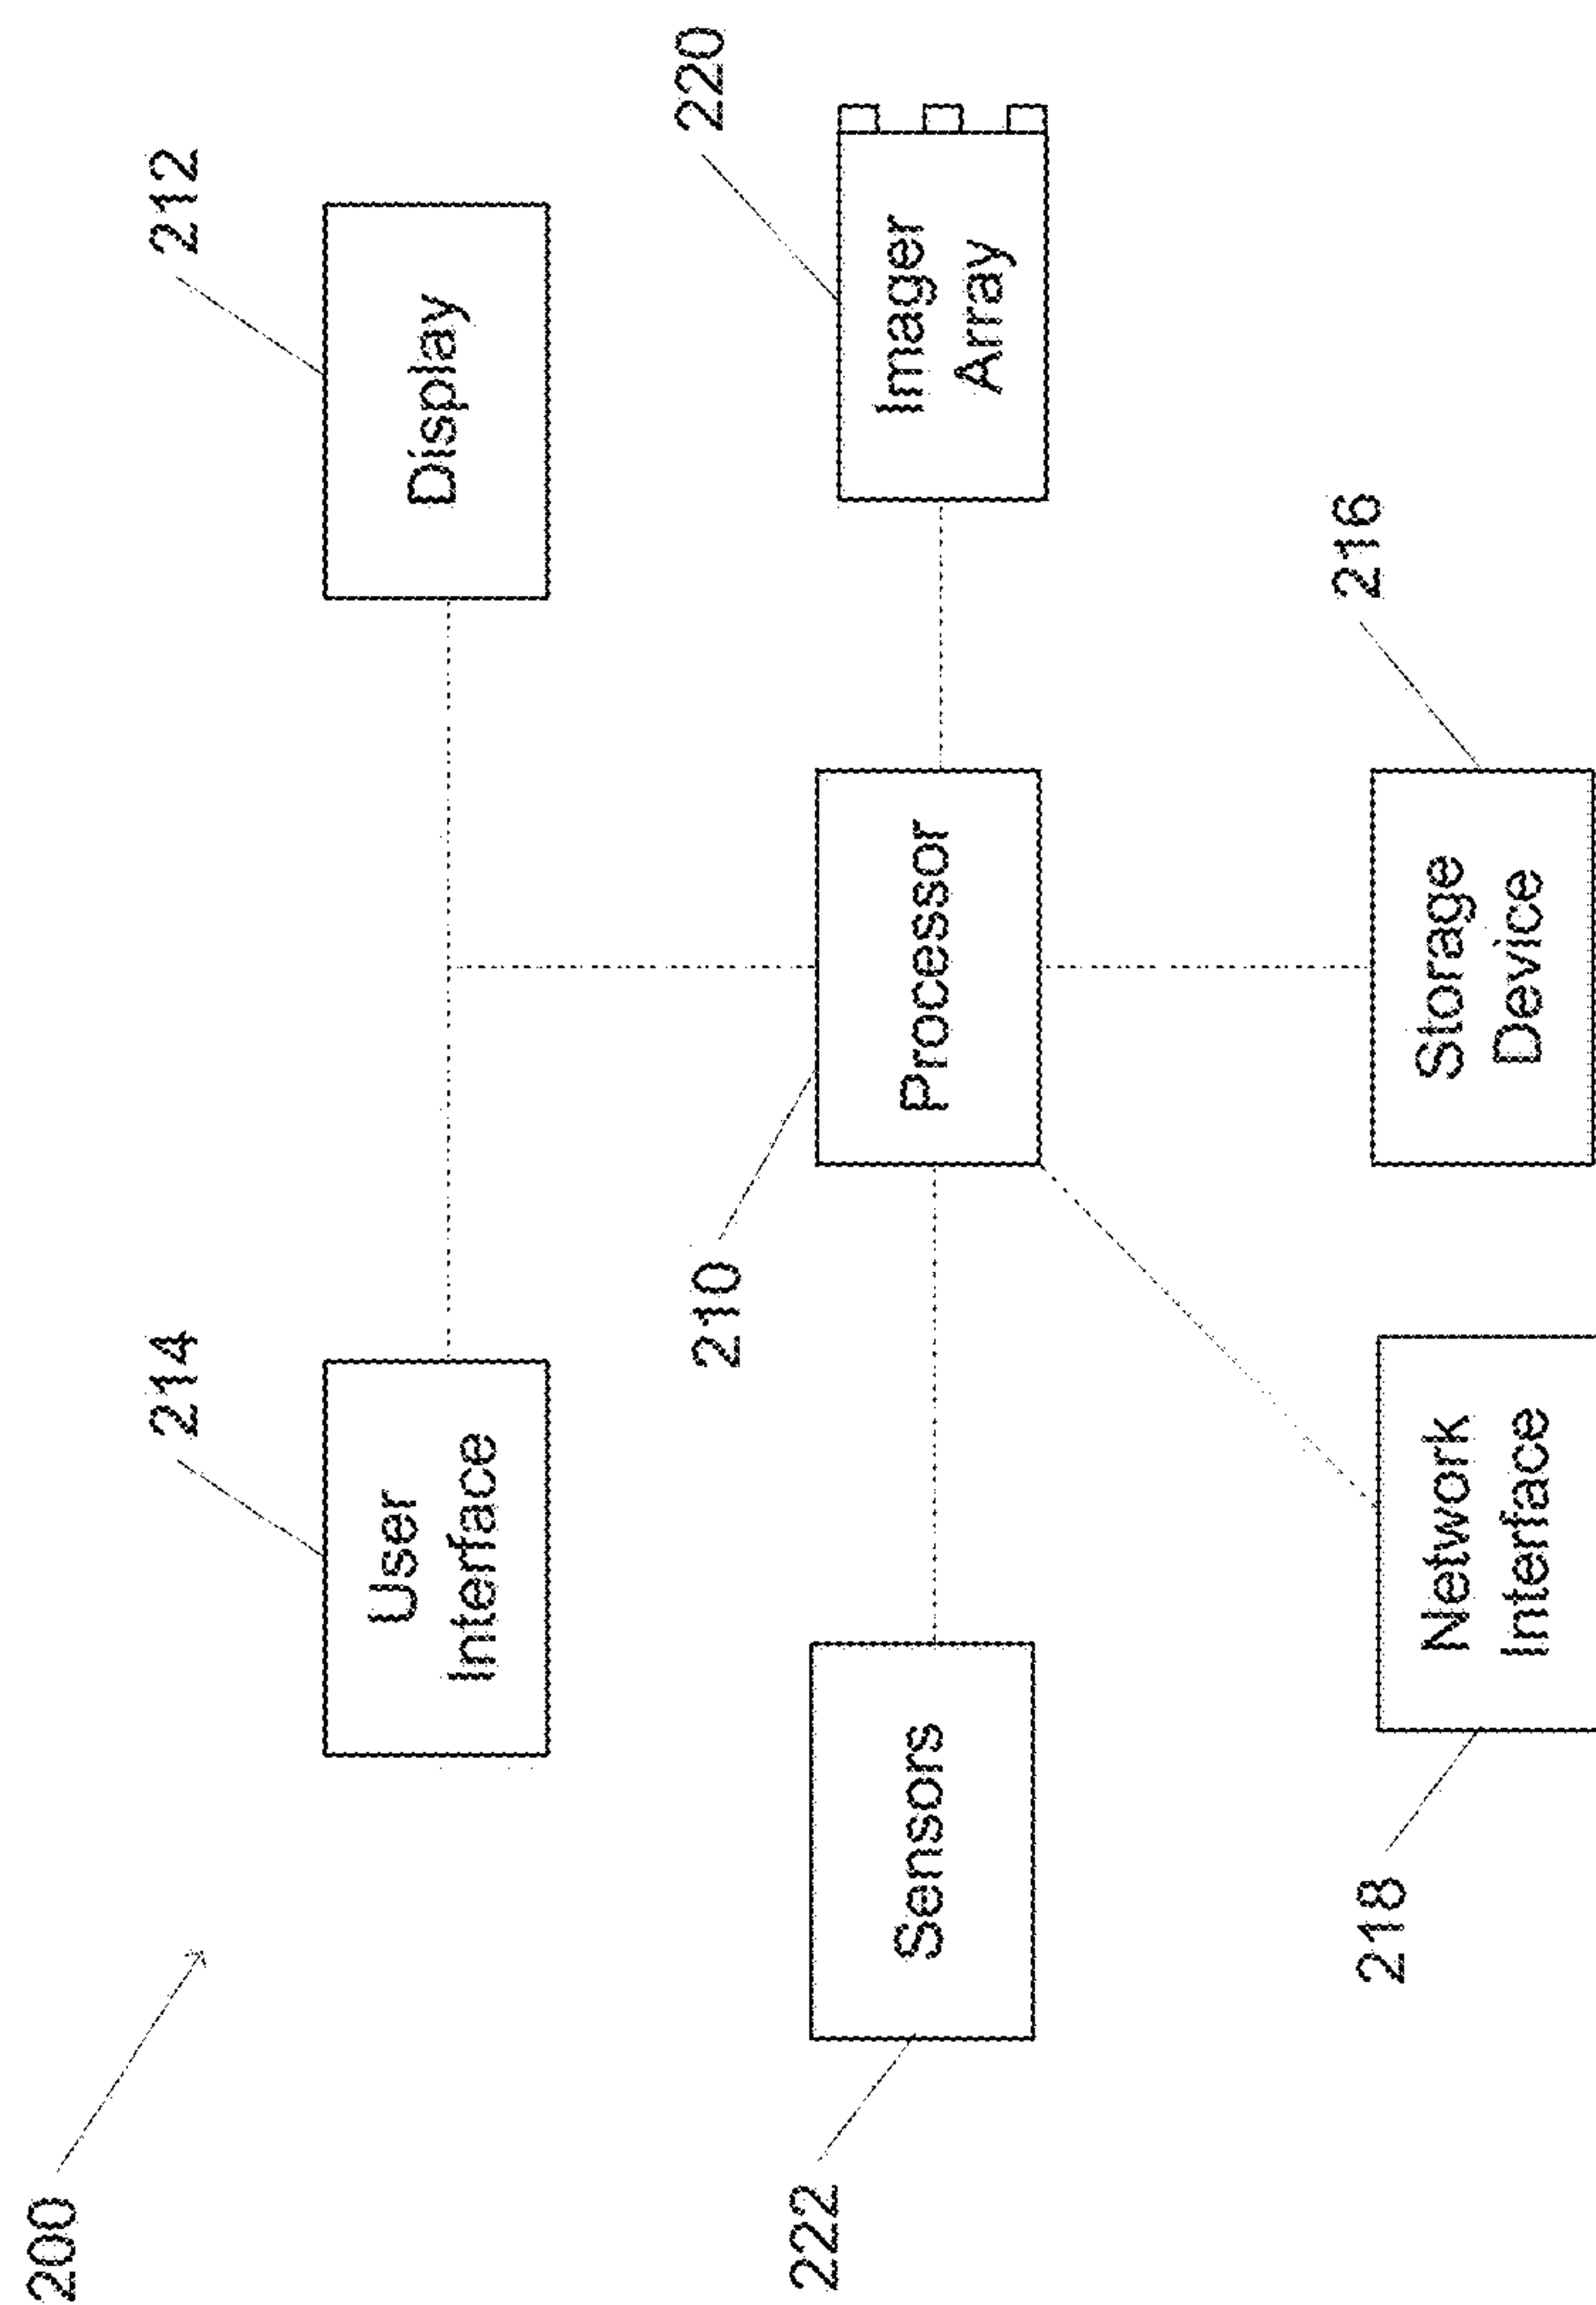 200
214
212
User
Interface
Display
210
220
222
Sensors
Processor
Imager
Array
218
216
Network
Interface
Storage
Device